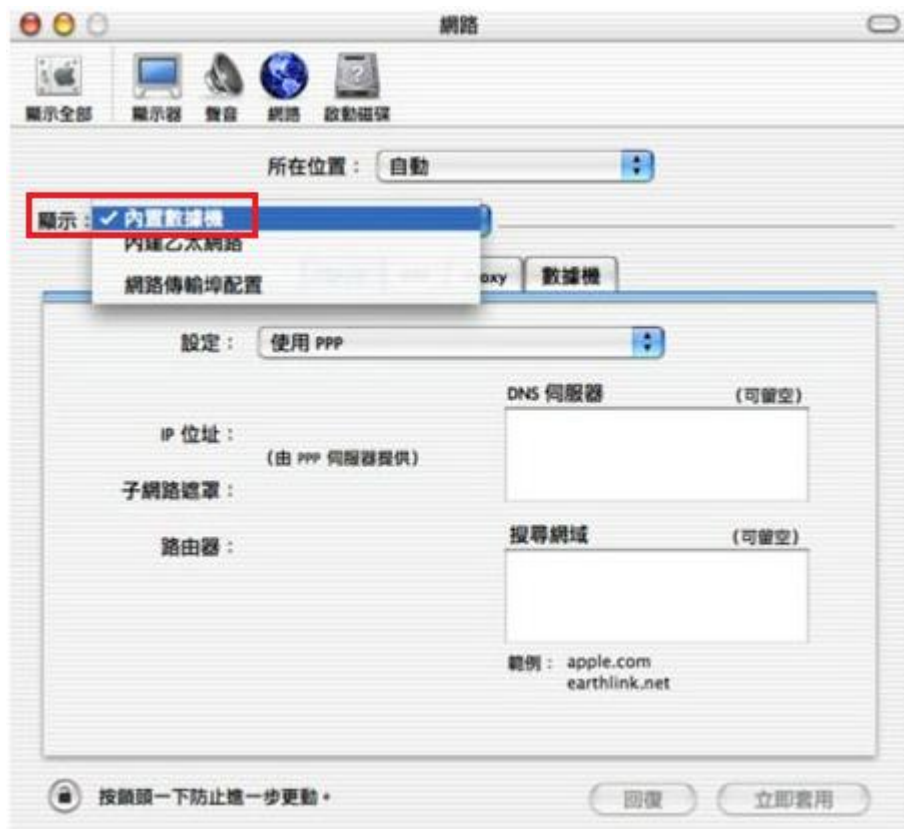 網路
顯示全部 顯示器 聲音 網路 啟動磁碟
所在位置： 自動
顯示： ✓ 內置數據機
內建乙太網路
網路傳輸埠配置
oxy 數據機
設定： 使用 PPP
DNS 伺服器 (可留空)
IP 位址：
(由 PPP 伺服器提供)
子網路遮罩：
路由器：
搜尋網域 (可留空)
範例： apple.com
earthlink.net
按鎖頭一下防止進一步更動。
回復 立即套用